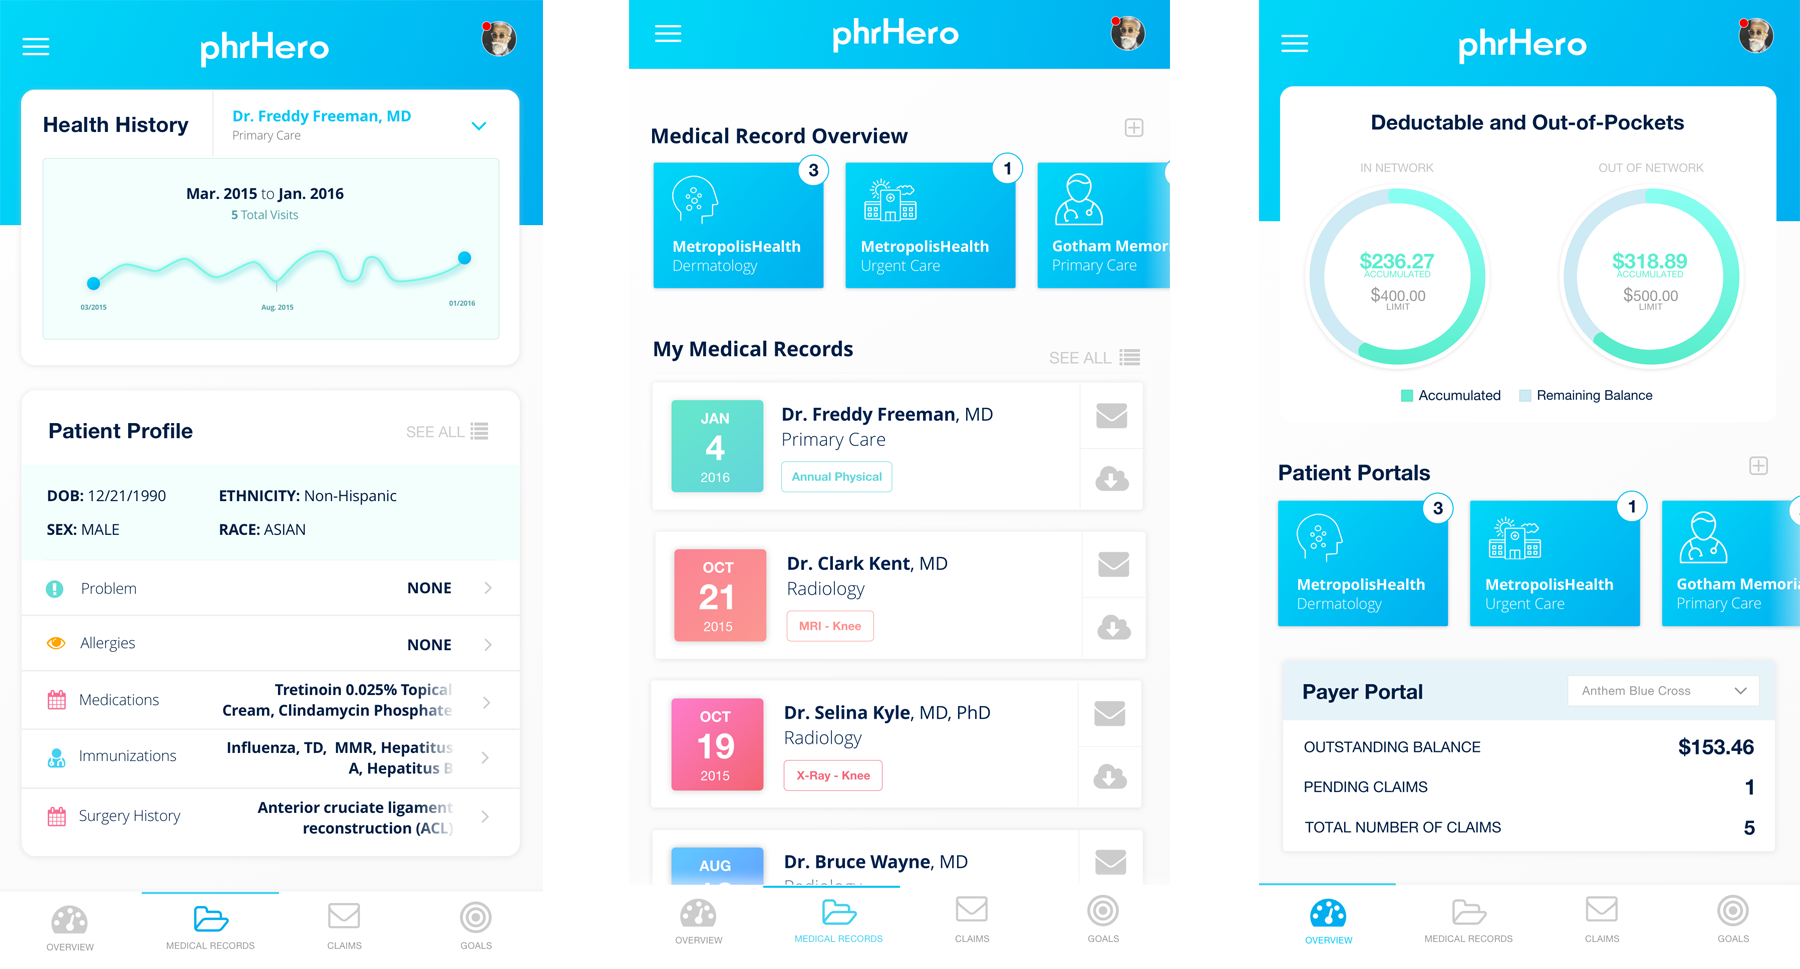 phrHero
Health History
Dr. Freddy Freeman, MD
Primary Care
Mar. 2015 to Jan. 2016
5 Total Visits
03/2015
Aug. 2015
01/2016
Patient Profile
SEE ALL
DOB: 12/21/1990 ETHNICITY: Non-Hispanic
SEX: MALE RACE: ASIAN
Problem NONE
Allergies NONE
Medications Tretinoin 0.025% Topical
Cream, Clindamycin Phosphate
Immunizations Influenza, TD, MMR, Hepatitus
A, Hepatitus B
Surgery History Anterior cruciate ligament
reconstruction (ACL)
OVERVIEW MEDICAL RECORDS CLAIMS GOALS
phrHero
Medical Record Overview
3
MetropolisHealth
Dermatology
1
MetropolisHealth
Urgent Care
Gotham Memor
Primary Care
My Medical Records
SEE ALL
JAN
4
2016
Dr. Freddy Freeman, MD
Primary Care
Annual Physical
OCT
21
2015
Dr. Clark Kent, MD
Radiology
MRI - Knee
OCT
19
2015
Dr. Selina Kyle, MD, PhD
Radiology
X-Ray - Knee
AUG
Dr. Bruce Wayne, MD
Radiology
OVERVIEW MEDICAL RECORDS CLAIMS GOALS
phrHero
Deductable and Out-of-Pockets
IN NETWORK
$236.27
ACCUMULATED
$400.00
LIMIT
OUT OF NETWORK
$318.89
ACCUMULATED
$500.00
LIMIT
Accumulated Remaining Balance
Patient Portals
3
MetropolisHealth
Dermatology
1
MetropolisHealth
Urgent Care
Gotham Memoria
Primary Care
Payer Portal
Anthem Blue Cross
OUTSTANDING BALANCE $153.46
PENDING CLAIMS 1
TOTAL NUMBER OF CLAIMS 5
OVERVIEW MEDICAL RECORDS CLAIMS GOALS